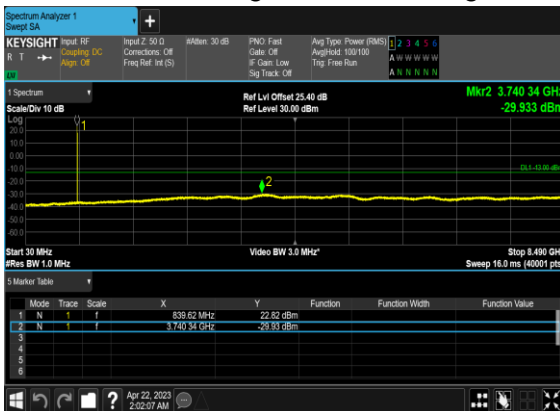 Spectrum Analyzer 1
Swept SA
+
KEYSIGHT Input: RF Input Z: 50 Ω #Atten: 30 dB PNO: Fast Avg Type: Power (RMS) 1 2 3 4 5 6
R T Coupling: DC Corrections: Off Gate: Off Avg|Hold: 100/100 A W W W W W
Align: Off Freq Ref: Int (S) IF Gain: Low Trig: Free Run
LV Sig Track: Off A N N N N N
1 Spectrum Ref Lvl Offset 25.40 dB Mkr2 3.740 34 GHz
Scale/Div 10 dB Ref Level 30.00 dBm -29.933 dBm
Log
20.0
10.0
0.00
-10.0
-20.0
-30.0
-40.0
-50.0
-60.0
1
DL1 -13.00 dBm
2
Start 30 MHz Video BW 3.0 MHz* Stop 8.490 GH
#Res BW 1.0 MHz Sweep 16.0 ms (40001 pts
5 Marker Table
Mode Trace Scale X Y Function Function Width Function Value
1 N 1 f 839.62 MHz 22.82 dBm
2 N 1 f 3.740 34 GHz -29.93 dBm
3
4
5
6
? Apr 22, 2023
2:02:07 AM